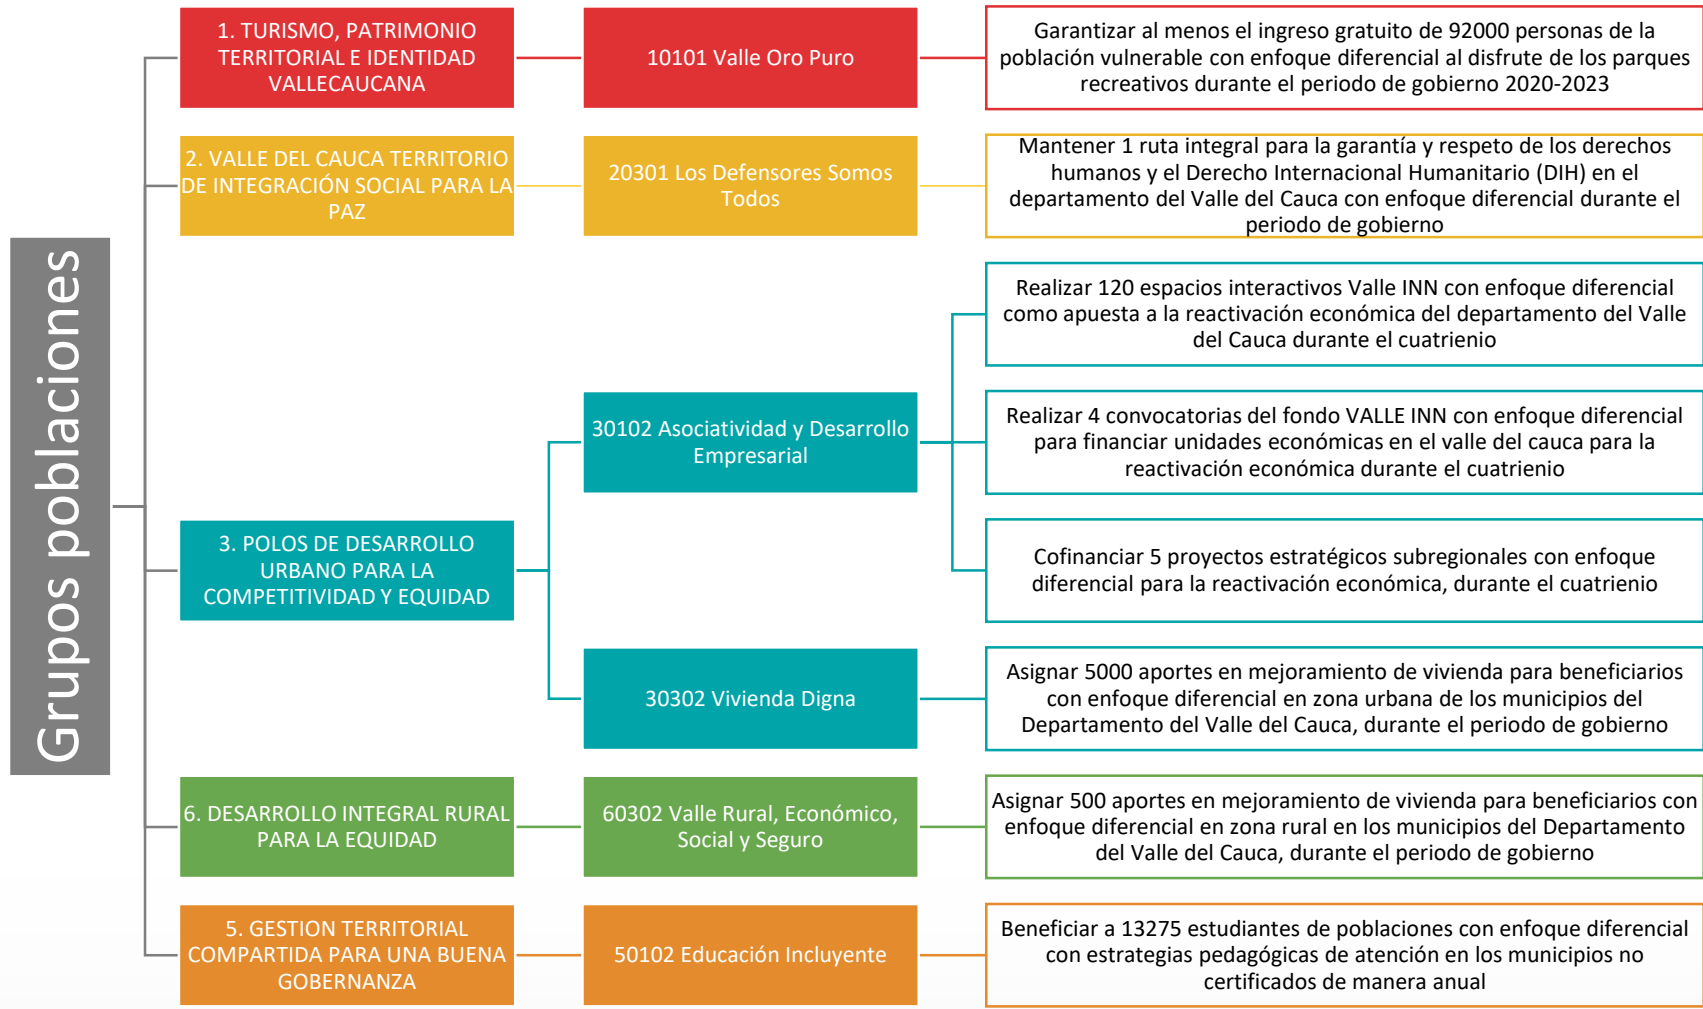 Grupos poblaciones
1. TURISMO, PATRIMONIO
TERRITORIAL E IDENTIDAD
VALLECAUCANA
10101 Valle Oro Puro
Garantizar al menos el ingreso gratuito de 92000 personas de la
población vulnerable con enfoque diferencial al disfrute de los parques
recreativos durante el periodo de gobierno 2020-2023
2. VALLE DEL CAUCA TERRITORIO
DE INTEGRACIÓN SOCIAL PARA LA
PAZ
20301 Los Defensores Somos
Todos
Mantener 1 ruta integral para la garantía y respeto de los derechos
humanos y el Derecho Internacional Humanitario (DIH) en el
departamento del Valle del Cauca con enfoque diferencial durante el
periodo de gobierno
3. POLOS DE DESARROLLO
URBANO PARA LA
COMPETITIVIDAD Y EQUIDAD
30102 Asociatividad y Desarrollo
Empresarial
Realizar 120 espacios interactivos Valle INN con enfoque diferencial
como apuesta a la reactivación económica del departamento del Valle
del Cauca durante el cuatrienio
Realizar 4 convocatorias del fondo VALLE INN con enfoque diferencial
para financiar unidades económicas en el valle del cauca para la
reactivación económica durante el cuatrienio
Cofinanciar 5 proyectos estratégicos subregionales con enfoque
diferencial para la reactivación económica, durante el cuatrienio
30302 Vivienda Digna
Asignar 5000 aportes en mejoramiento de vivienda para beneficiarios
con enfoque diferencial en zona urbana de los municipios del
Departamento del Valle del Cauca, durante el periodo de gobierno
6. DESARROLLO INTEGRAL RURAL
PARA LA EQUIDAD
60302 Valle Rural, Económico,
Social y Seguro
Asignar 500 aportes en mejoramiento de vivienda para beneficiarios con
enfoque diferencial en zona rural en los municipios del Departamento
del Valle del Cauca, durante el periodo de gobierno
5. GESTION TERRITORIAL
COMPARTIDA PARA UNA BUENA
GOBERNANZA
50102 Educación Incluyente
Beneficiar a 13275 estudiantes de poblaciones con enfoque diferencial
con estrategias pedagógicas de atención en los municipios no
certificados de manera anual